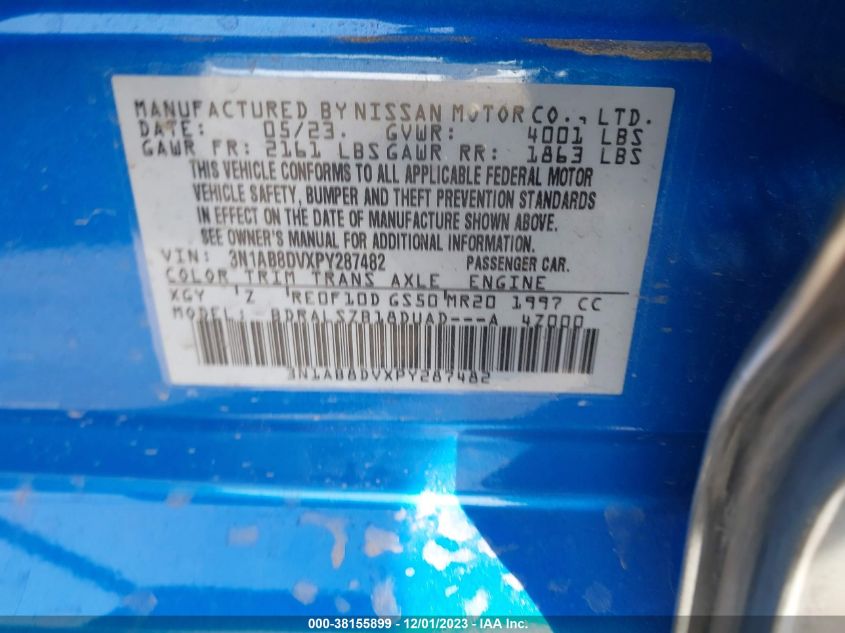 MANUFACTURED BY NISSAN MOTOR CO., LTD.
DATE: 05/23. GVWR: 4001 LBS
GAWR FR: 2161 LBS GAWR RR: 1863 LBS
THIS VEHICLE CONFORMS TO ALL APPLICABLE FEDERAL MOTOR
VEHICLE SAFETY, BUMPER AND THEFT PREVENTION STANDARDS
IN EFFECT ON THE DATE OF MANUFACTURE SHOWN ABOVE.
SEE OWNER'S MANUAL FOR ADDITIONAL INFORMATION.
VIN: 3N1AB8DVXPY287482 PASSENGER CAR.
COLOR TRIM TRANS AXLE ENGINE
XGY Z RE0F10D GS50 MR20 1997 CC
MODEL: BDRALSZB18DUAD---A 4Z000
3N1AB8DVXPY287482
000-38155899 - 12/01/2023 - IAA Inc.